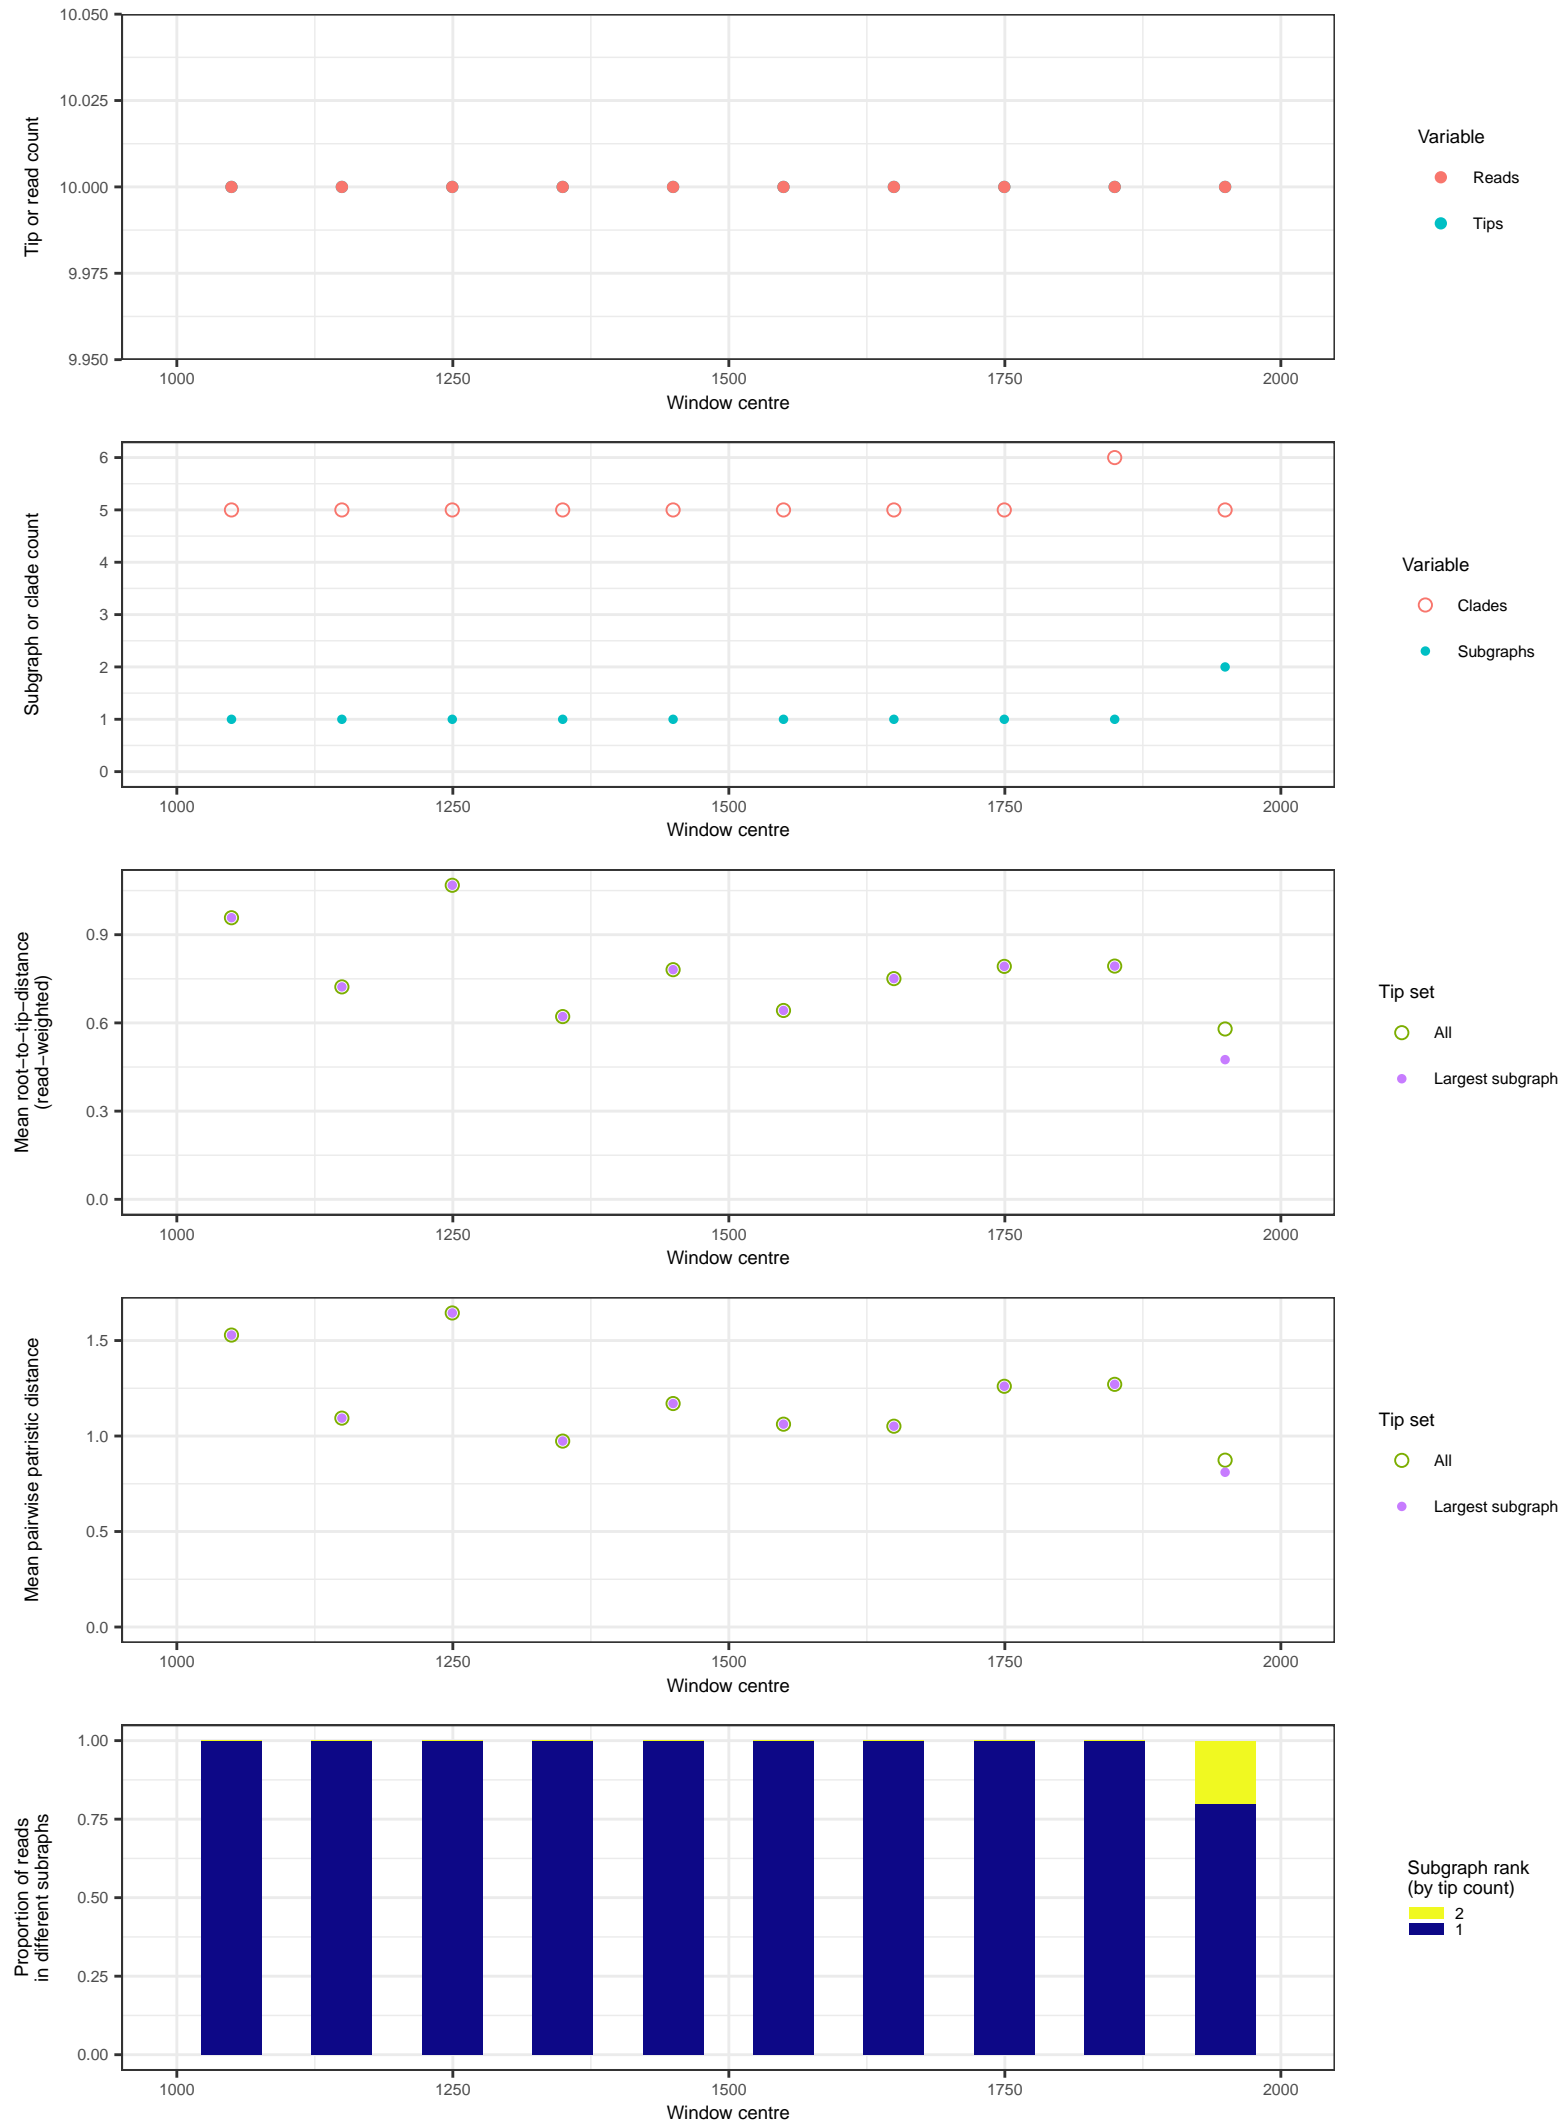 10.050
10.025
10.000
9.975
9.950
Tip or read count
1000 1250 1500 1750 2000
Window centre
Variable
Reads
Tips
6
5
4
3
2
1
0
Subgraph or clade count
1000 1250 1500 1750 2000
Window centre
Variable
Clades
Subgraphs
0.9
0.6
0.3
0.0
Mean root−to−tip−distance
(read−weighted)
1000 1250 1500 1750 2000
Window centre
Tip set
All
Largest subgraph
1.5
1.0
0.5
0.0
Mean pairwise patristic distance
1000 1250 1500 1750 2000
Window centre
Tip set
All
Largest subgraph
1.00
0.75
0.50
0.25
0.00
Proportion of reads
in different subraphs
1000 1250 1500 1750 2000
Window centre
Subgraph rank
(by tip count)
2
1